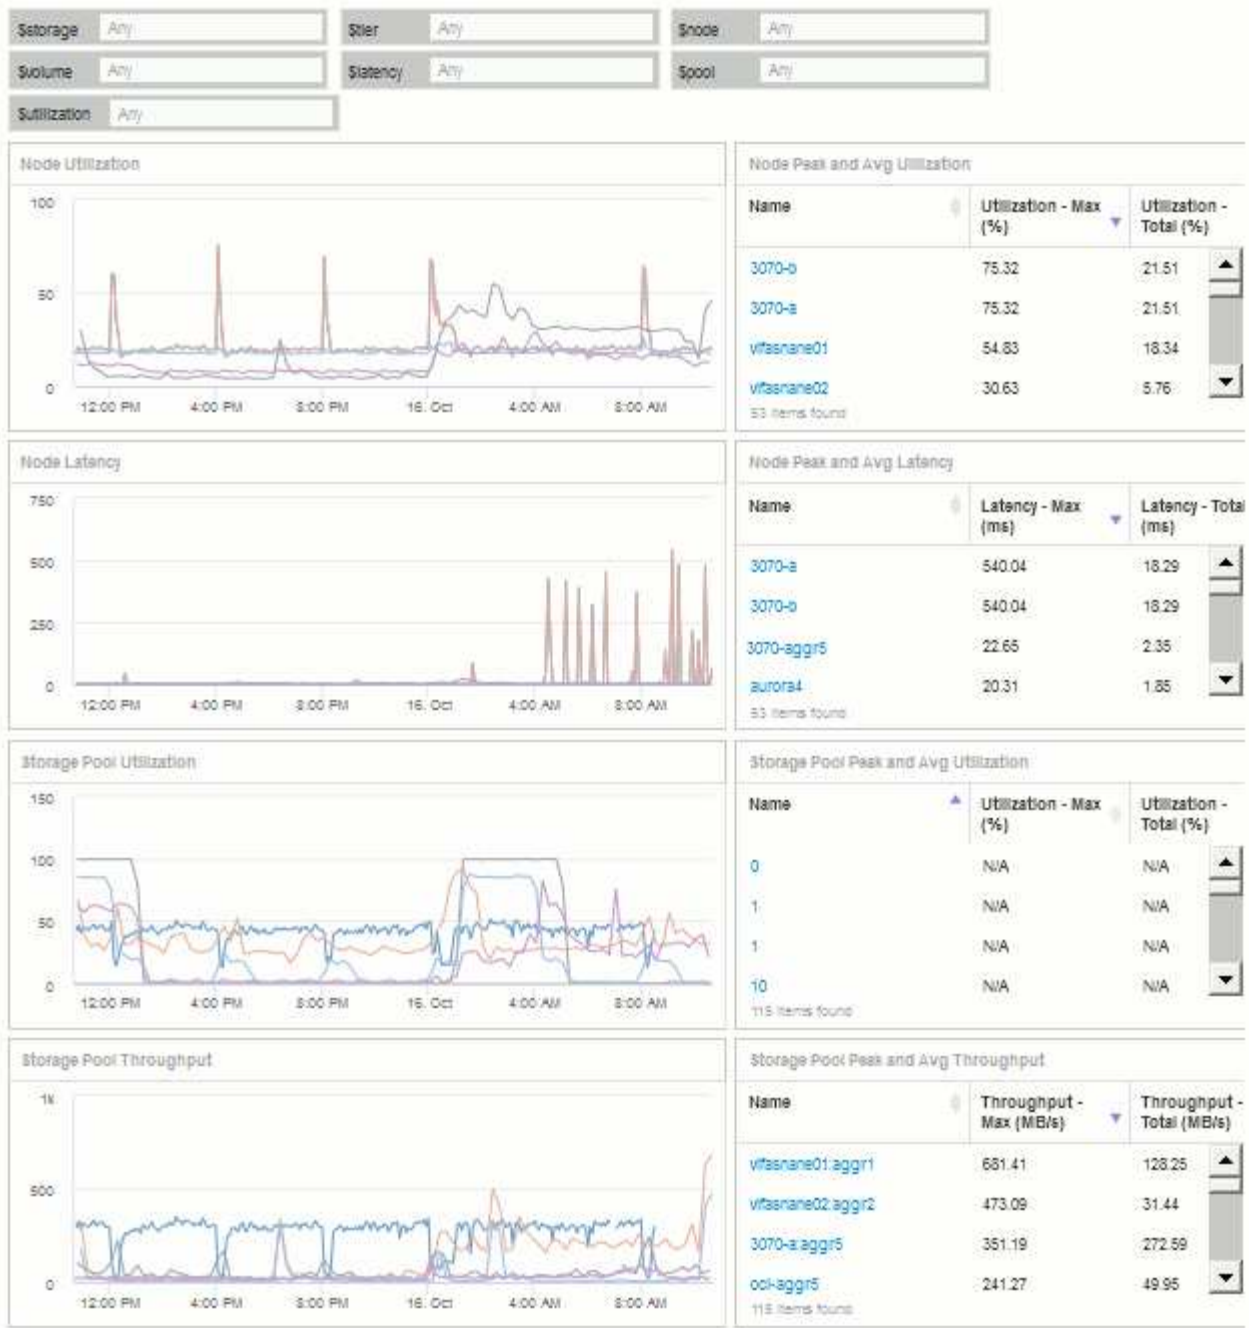 $storage Any $tier Any $node Any
$volume Any $latency Any $pool Any
$utilization Any
Node Utilization
100
50
0
12:00 PM 4:00 PM 8:00 PM 16. Oct 4:00 AM 8:00 AM
Node Peak and Avg Utilization
Name Utilization - Max (%) Utilization - Total (%)
3070-b 75.32 21.51
3070-a 75.32 21.51
vifasnane01 54.83 18.34
vifasnane02 30.63 5.76
53 items found
Node Latency
750
500
250
0
12:00 PM 4:00 PM 8:00 PM 16. Oct 4:00 AM 8:00 AM
Node Peak and Avg Latency
Name Latency - Max (ms) Latency - Total (ms)
3070-a 540.04 18.29
3070-b 540.04 18.29
3070-aggr5 22.65 2.35
aurora4 20.31 1.85
53 items found
Storage Pool Utilization
150
100
50
0
12:00 PM 4:00 PM 8:00 PM 16. Oct 4:00 AM 8:00 AM
Storage Pool Peak and Avg Utilization
Name Utilization - Max (%) Utilization - Total (%)
0 N/A N/A
1 N/A N/A
1 N/A N/A
10 N/A N/A
115 items found
Storage Pool Throughput
1k
500
0
12:00 PM 4:00 PM 8:00 PM 16. Oct 4:00 AM 8:00 AM
Storage Pool Peak and Avg Throughput
Name Throughput - Max (MB/s) Throughput - Total (MB/s)
vifasnane01:aggr1 681.41 128.25
vifasnane02:aggr2 473.09 31.44
3070-a:aggr5 351.19 272.59
oci-aggr5 241.27 49.95
115 items found